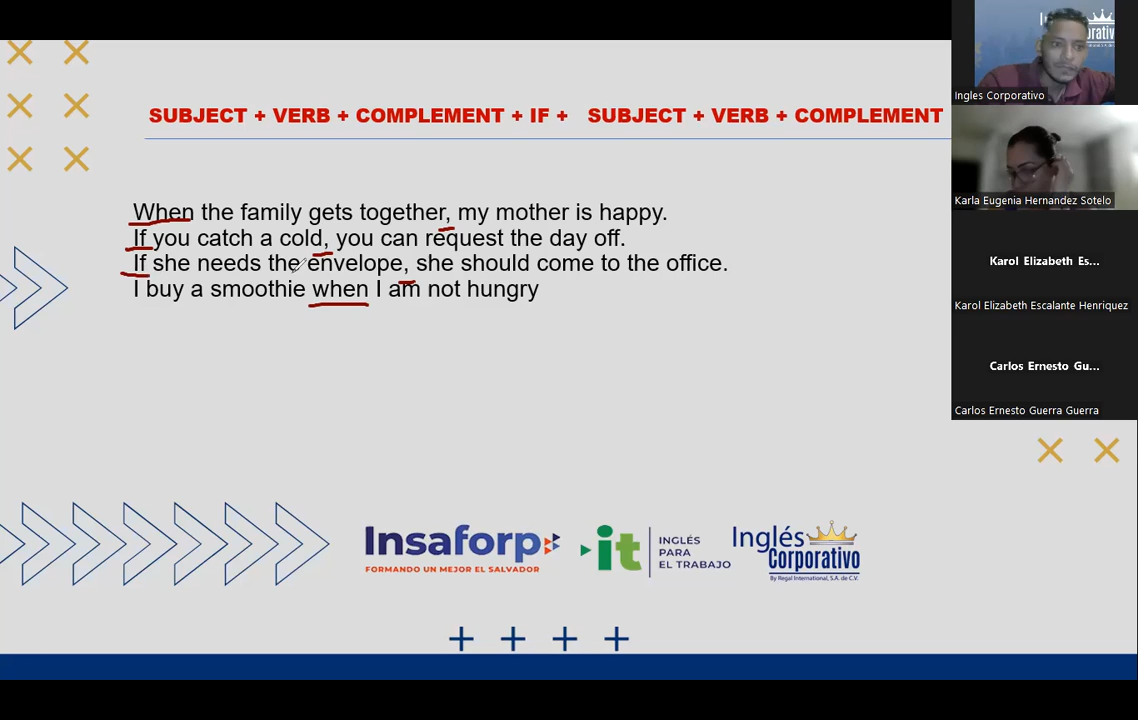 SUBJECT + VERB + COMPLEMENT + IF + SUBJECT + VERB + COMPLEMENT
When the family gets together, my mother is happy.
If you catch a cold, you can request the day off.
If she needs the envelope, she should come to the office.
I buy a smoothie when I am not hungry
Insaforp
FORMANDO UN MEJOR EL SALVADOR
it
INGLÉS
PARA
EL TRABAJO
Inglés
Corporativo
By Regal International, S.A. de C.V.
Ingles Corporativo
Karla Eugenia Hernandez Sotelo
Karol Elizabeth Es...
Karol Elizabeth Escalante Henriquez
Carlos Ernesto Gu...
Carlos Ernesto Guerra Guerra